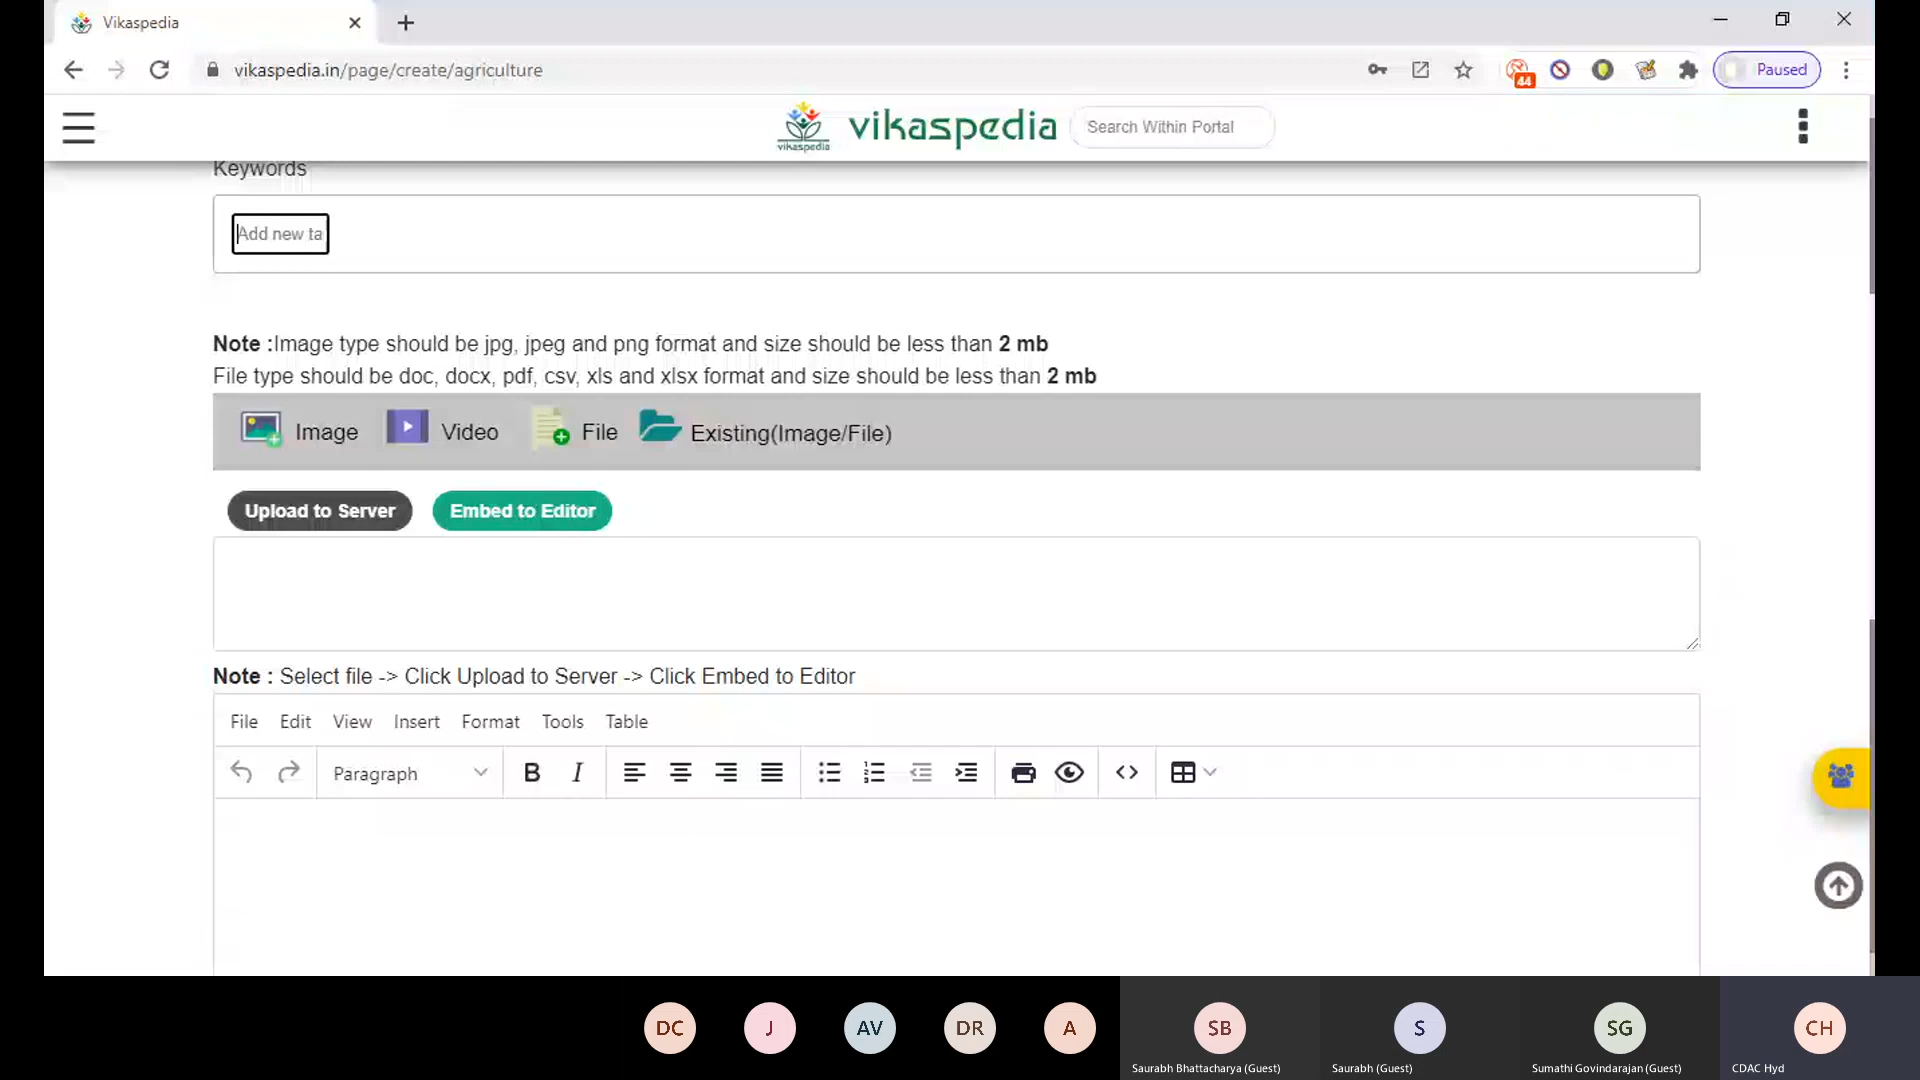 Vikaspedia
vikaspedia.in/page/create/agriculture
44
Paused
vikaspedia
vikaspedia
Search Within Portal
Keywords
Add new ta
Note :Image type should be jpg, jpeg and png format and size should be less than 2 mb
File type should be doc, docx, pdf, csv, xls and xlsx format and size should be less than 2 mb
Image Video File Existing(Image/File)
Upload to Server Embed to Editor
Note : Select file -> Click Upload to Server -> Click Embed to Editor
File Edit View Insert Format Tools Table
Paragraph B I
DC J AV DR A SB S SG CH
Saurabh Bhattacharya (Guest) Saurabh (Guest) Sumathi Govindarajan (Guest) CDAC Hyd